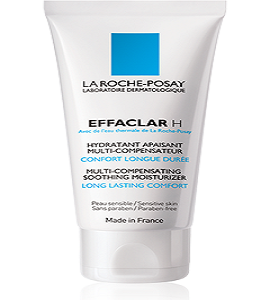 LA ROCHE-POSAY
LABORATOIRE DERMATOLOGIQUE
EFFACLAR H
Avec de l'eau thermale de La Roche-Posay
HYDRATANT APAISANT
MULTI-COMPENSATEUR
CONFORT LONGUE DURÉE
MULTI-COMPENSATING
SOOTHING MOISTURIZER
LONG LASTING COMFORT
Peau sensible / Sensitive skin
Sans paraben / Paraben-free
Made in France